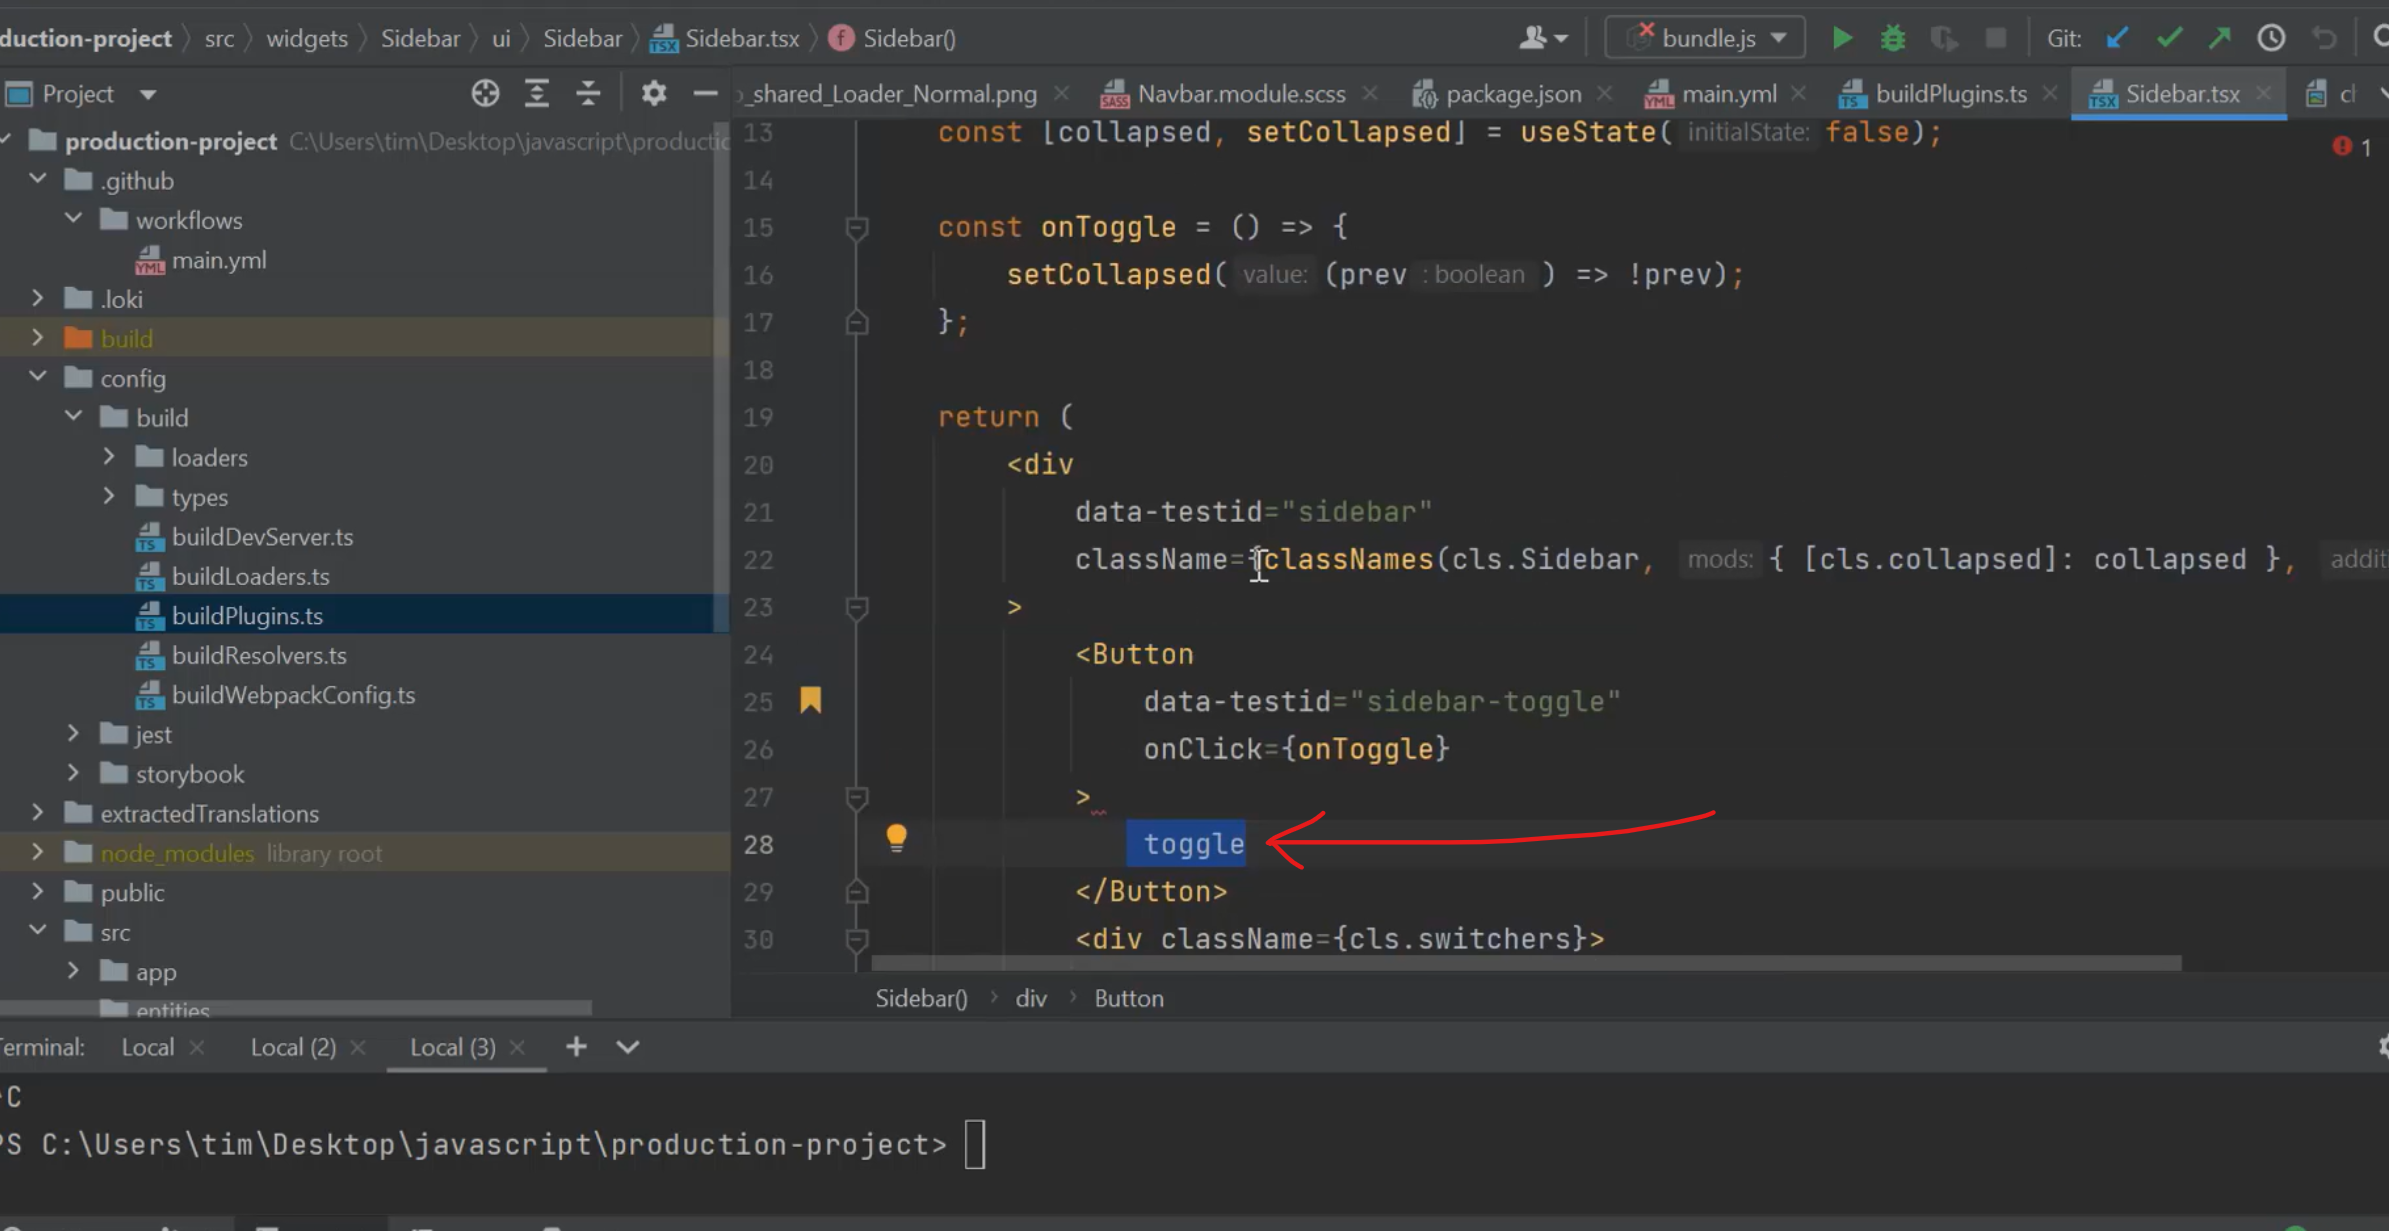 duction-project src widgets Sidebar ui Sidebar Sidebar.tsx Sidebar() bundle.js Git:
Project _shared_Loader_Normal.png Navbar.module.scss package.json main.yml buildPlugins.ts Sidebar.tsx
production-project C:\Users\tim\Desktop\javascript\productic
.github
workflows
main.yml
.loki
build
config
build
loaders
types
buildDevServer.ts
buildLoaders.ts
buildPlugins.ts
buildResolvers.ts
buildWebpackConfig.ts
jest
storybook
extractedTranslations
node_modules library root
public
src
app
entities
13 const [collapsed, setCollapsed] = useState( initialState: false); 1
14
15 const onToggle = () => {
16 setCollapsed( value: (prev : boolean ) => !prev);
17 };
18
19 return (
20 <div
21 data-testid="sidebar"
22 className={classNames(cls.Sidebar, mods: { [cls.collapsed]: collapsed }, additi
23 >
24 <Button
25 data-testid="sidebar-toggle"
26 onClick={onToggle}
27 >
28 toggle
29 </Button>
30 <div className={cls.switchers}>
Sidebar() div Button
Terminal: Local Local (2) Local (3)
^C
PS C:\Users\tim\Desktop\javascript\production-project>